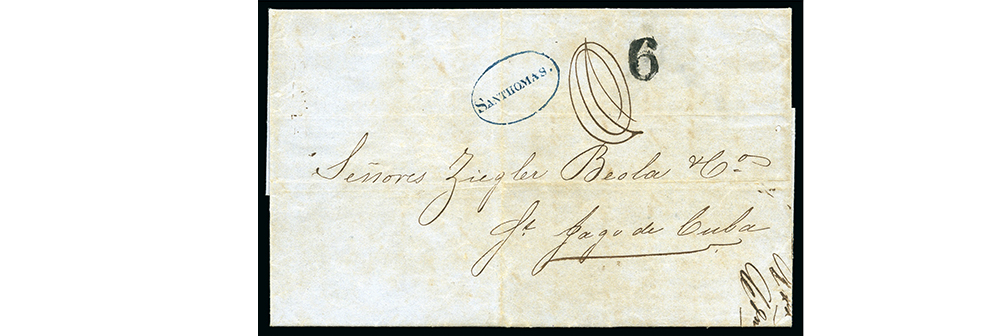 SANTHOMAS.
6
Señores Ziegler Beola & Co
St Jago de Cuba